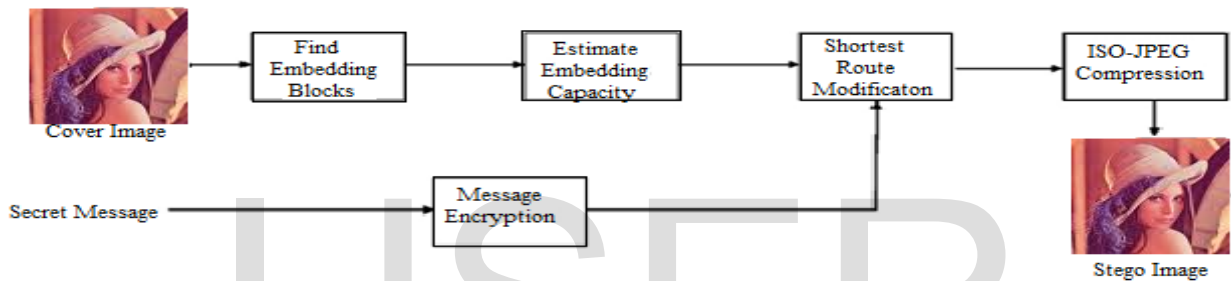 Cover Image
Find
Embedding
Blocks
Estimate
Embedding
Capacity
Shortest
Route
Modificaton
ISO-JPEG
Compression
Secret Message
Message
Encryption
Stego Image